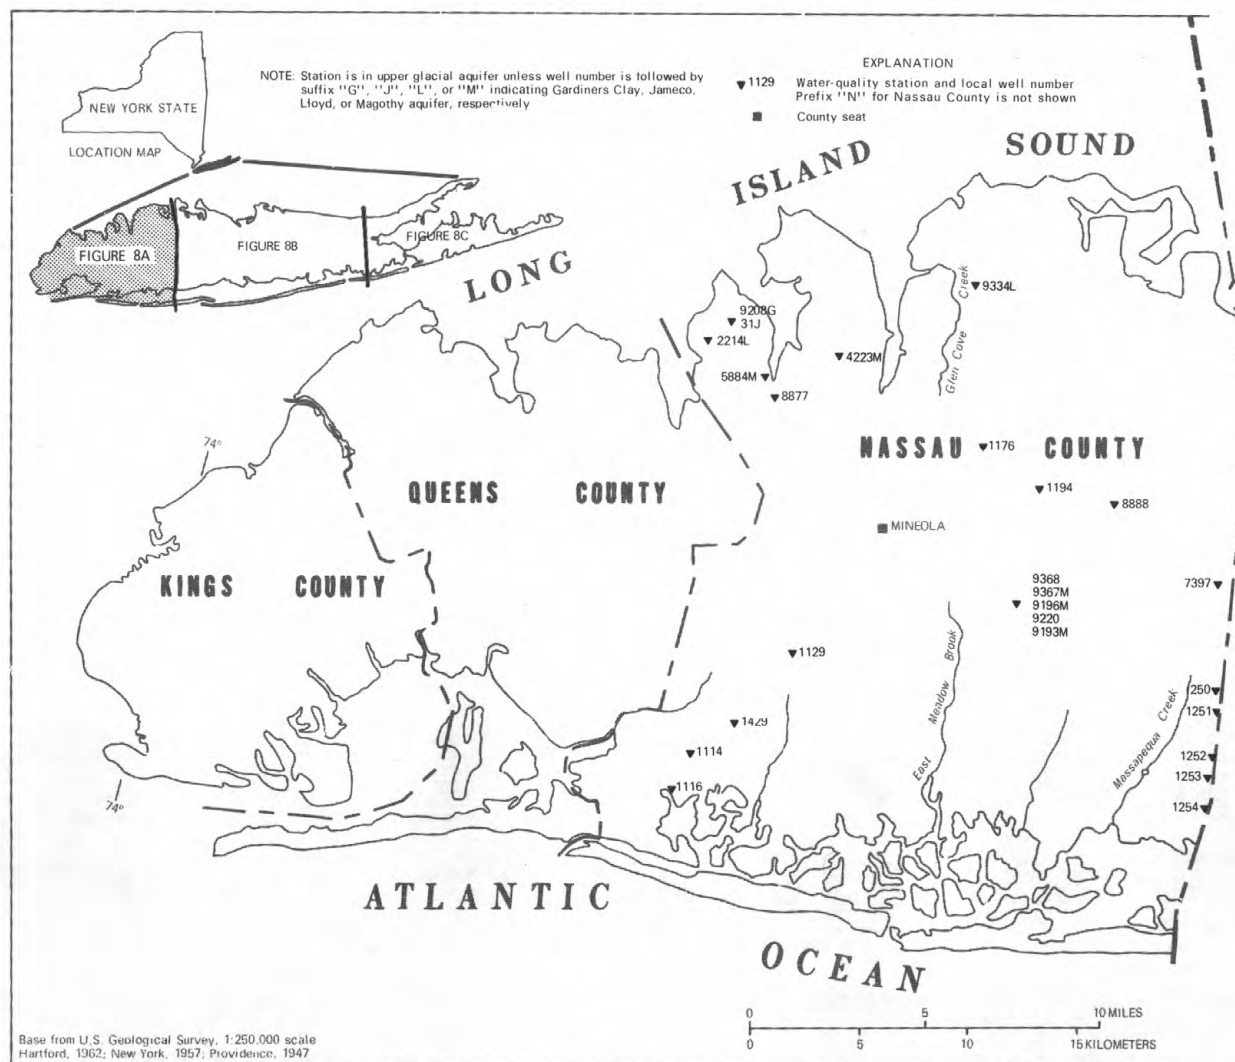 NOTE: Station is in upper glacial aquifer unless well number is followed by
suffix "G", "J", "L", or "M" indicating Gardiners Clay, Jameco,
Lloyd, or Magothy aquifer, respectively
EXPLANATION
1129 Water-quality station and local well number
Prefix "N" for Nassau County is not shown
County seat
NEW YORK STATE
LOCATION MAP
FIGURE 8A
FIGURE 8B
FIGURE 8C
LONG
ISLAND
SOUND
9208G
31J
2214L
5884M
8877
4223M
9334L
Glen Cove Creek
NASSAU COUNTY
1176
1194
8888
MINEOLA
74°
QUEENS COUNTY
KINGS COUNTY
9368
9367M
9196M
9220
9193M
7397
1129
1429
1114
1116
East Meadow Brook
Massapequa Creek
1250
1251
1252
1253
1254
74°
ATLANTIC
OCEAN
0 5 10 MILES
0 5 10 15 KILOMETERS
Base from U.S. Geological Survey, 1:250,000 scale
Hartford, 1962; New York, 1957; Providence, 1947